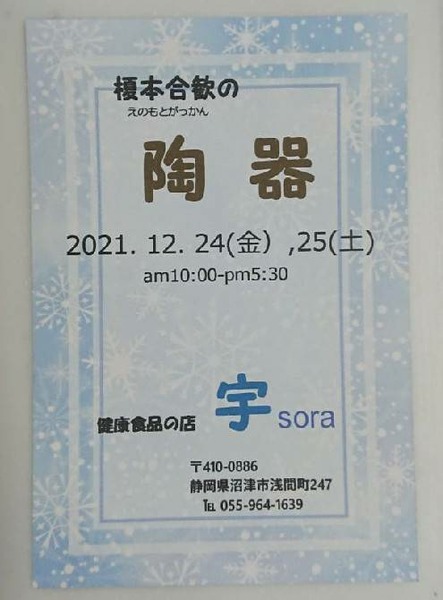 榎本合歓の
えのもとがっかん
陶器
2021. 12. 24(金) ,25(土)
am10:00-pm5:30
健康食品の店 宇 sora
〒410-0886
静岡県沼津市浅間町247
℡ 055-964-1639